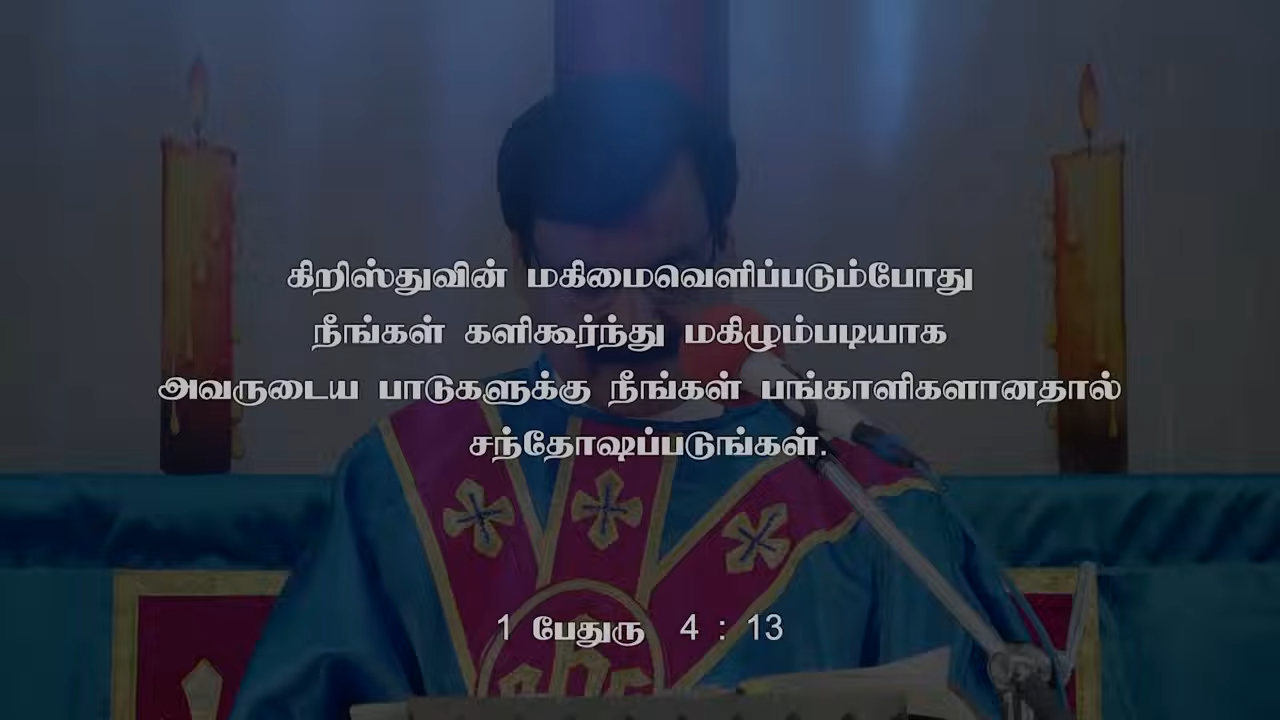 கிறிஸ்துவின் மகிமைவெளிப்படும்போது
நீங்கள் களிகூர்ந்து மகிழும்படியாக
அவருடைய பாடுகளுக்கு நீங்கள் பங்காளிகளானதால்
சந்தோஷப்படுங்கள்.
1 பேதுரு 4 : 13